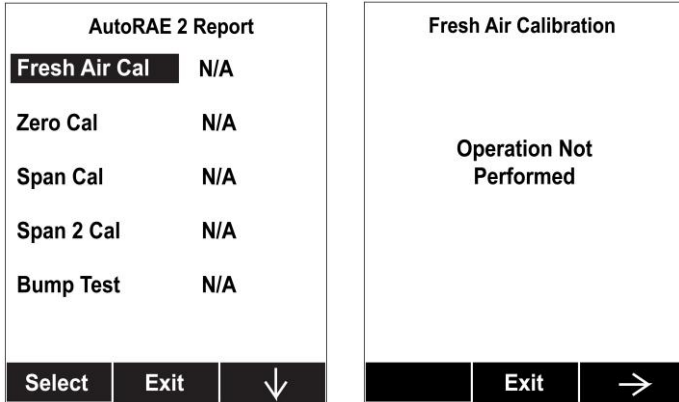 AutoRAE 2 Report
Fresh Air Cal N/A
Zero Cal N/A
Span Cal N/A
Span 2 Cal N/A
Bump Test N/A
Select Exit ↓
Fresh Air Calibration
Operation Not
Performed
Exit →